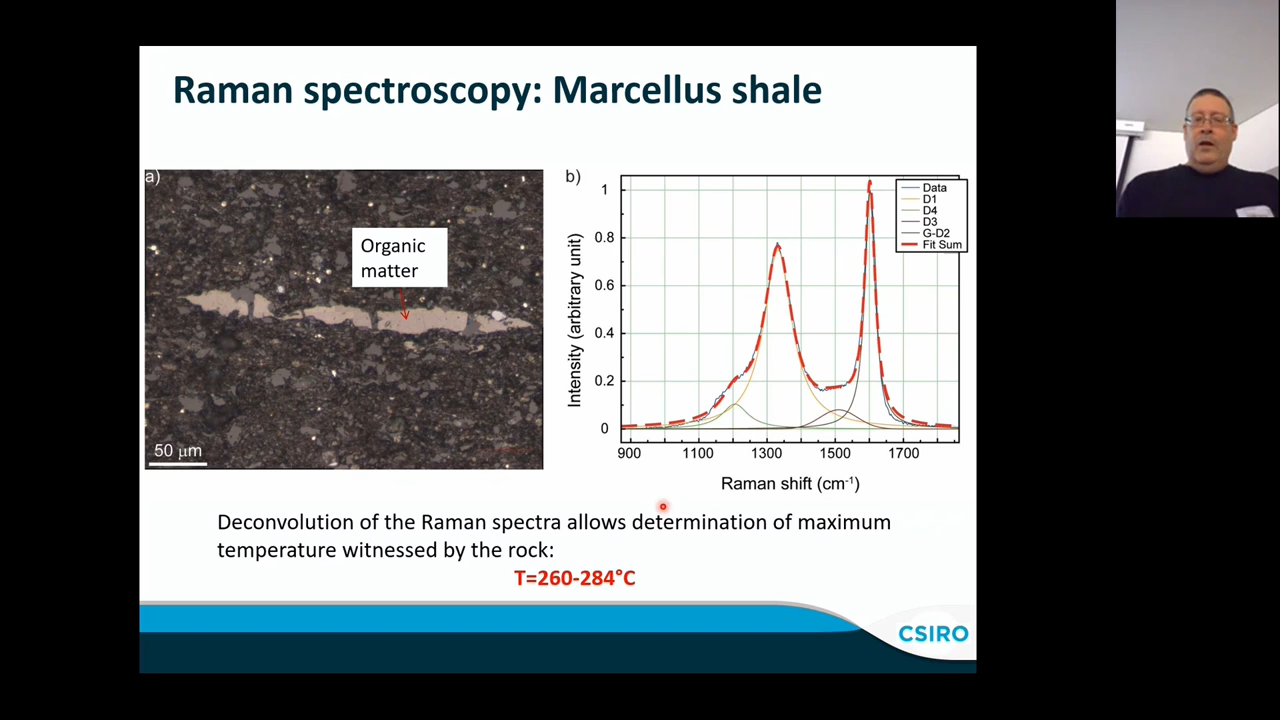 Raman spectroscopy: Marcellus shale
a)
Organic
matter
50 μm
b)
Intensity (arbitrary unit)
1
0.8
0.6
0.4
0.2
0
900 1100 1300 1500 1700
Raman shift (cm⁻¹)
Data
D1
D4
D3
G-D2
Fit Sum
Deconvolution of the Raman spectra allows determination of maximum
temperature witnessed by the rock:
T=260-284°C
CSIRO